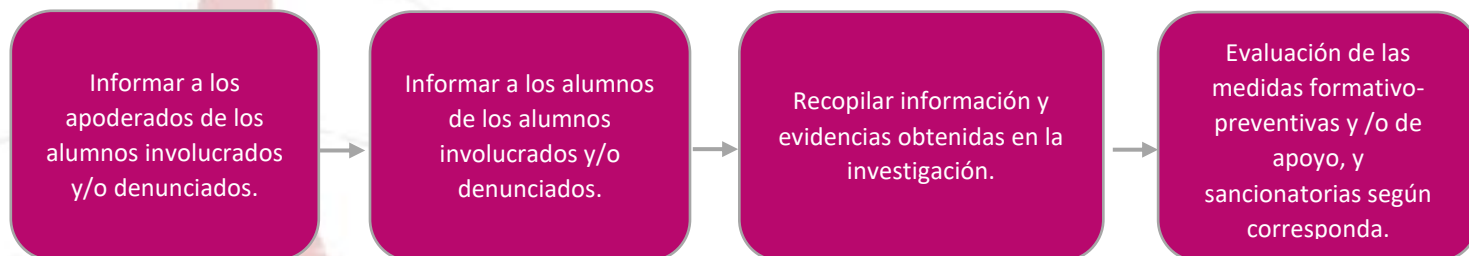 Informar a los
apoderados de los
alumnos involucrados
y/o denunciados.
Informar a los alumnos
de los alumnos
involucrados y/o
denunciados.
Recopilar información y
evidencias obtenidas en la
investigación.
Evaluación de las
medidas formativo-
preventivas y /o de
apoyo, y
sancionatorias según
corresponda.